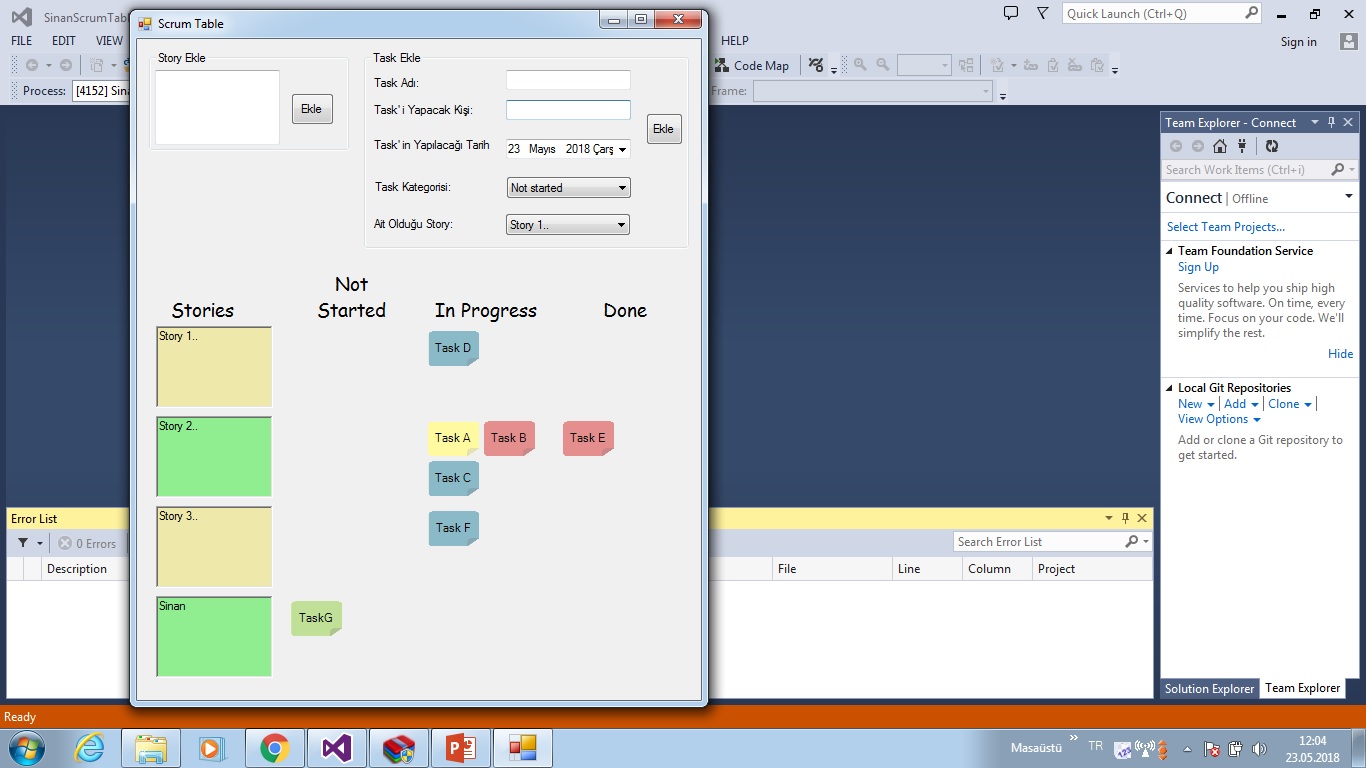 SinanScrumTab
Quick Launch (Ctrl+Q)
FILE EDIT VIEW
HELP
Sign in
Code Map
Process: [4152] Sina
Frame:
Scrum Table
Story Ekle
Ekle
Task Ekle
Task Adı:
Task'i Yapacak Kişi:
Task'in Yapılacağı Tarih
23 Mayıs 2018 Çarş
Task Kategorisi:
Not started
Ait Olduğu Story:
Story 1..
Ekle
Stories
Not
Started
In Progress
Done
Story 1..
Task D
Story 2..
Task A
Task B
Task E
Task C
Story 3..
Task F
Sinan
TaskG
Team Explorer - Connect
Search Work Items (Ctrl+i)
Connect | Offline
Select Team Projects...
Team Foundation Service
Sign Up
Services to help you ship high
quality software. On time, every
time. Focus on your code. We'll
simplify the rest.
Hide
Local Git Repositories
New | Add | Clone |
View Options
Add or clone a Git repository to
get started.
Solution Explorer
Team Explorer
Error List
0 Errors
Search Error List
Description
File
Line
Column
Project
Ready
Masaüstü
TR
12:04
23.05.2018